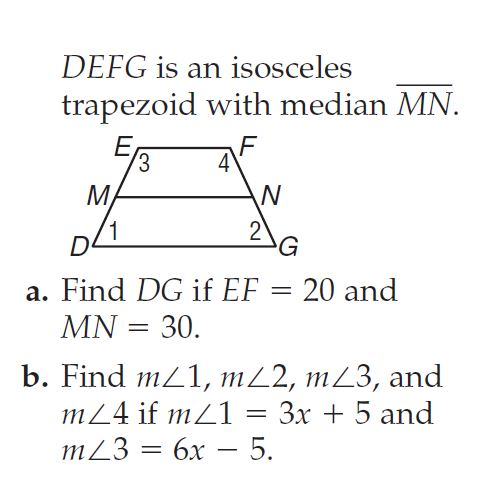 DEFG is an isosceles
trapezoid with median M̅N̅.
E F
3 4
M N
1 2
D G
a. Find DG if EF = 20 and
MN = 30.
b. Find m∠1, m∠2, m∠3, and
m∠4 if m∠1 = 3x + 5 and
m∠3 = 6x − 5.